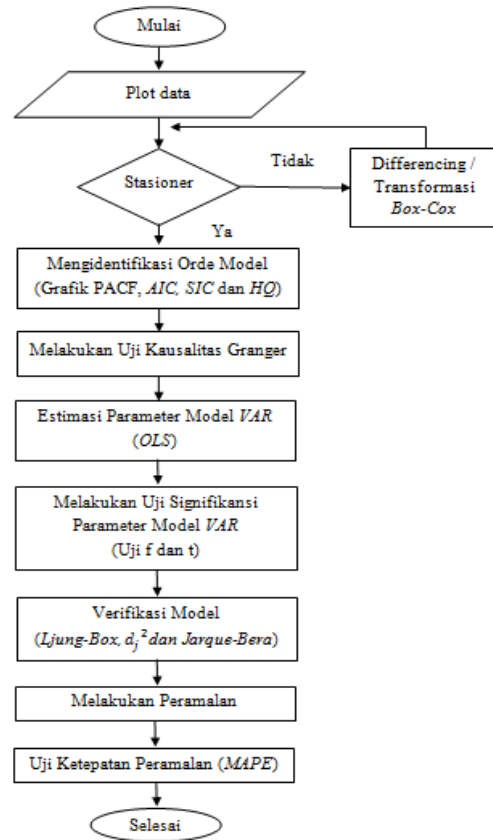 Mulai
Plot data
Stasioner
Tidak
Differencing /
Transformasi
Box-Cox
Ya
Mengidentifikasi Orde Model
(Grafik PACF, AIC, SIC dan HQ)
Melakukan Uji Kausalitas Granger
Estimasi Parameter Model VAR
(OLS)
Melakukan Uji Signifikansi
Parameter Model VAR
(Uji f dan t)
Verifikasi Model
(Ljung-Box, dⱼ² dan Jarque-Bera)
Melakukan Peramalan
Uji Ketepatan Peramalan (MAPE)
Selesai